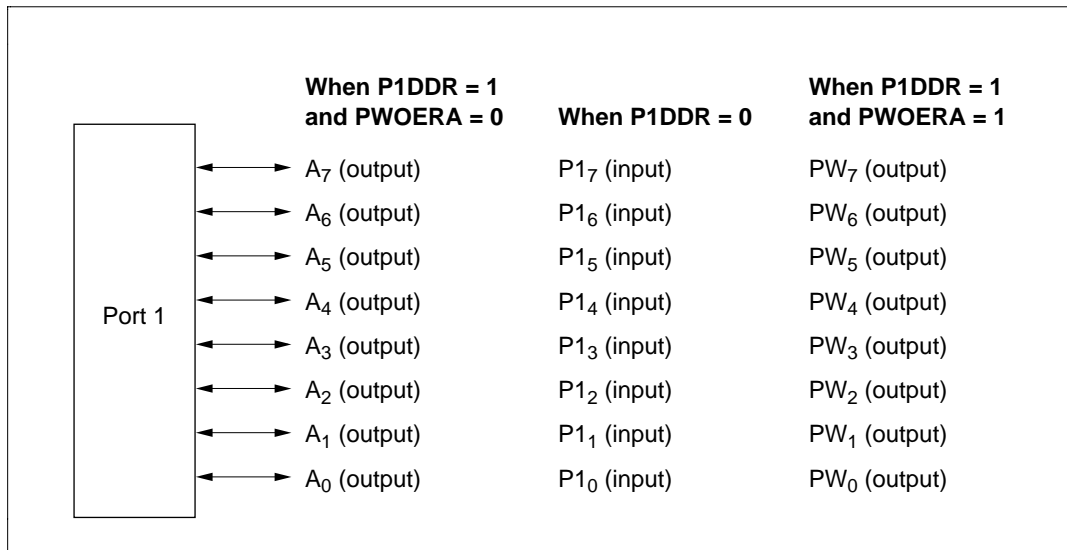 When P1DDR = 1 and PWOERA = 0
When P1DDR = 0
When P1DDR = 1 and PWOERA = 1
Port 1
A7 (output) P17 (input) PW7 (output)
A6 (output) P16 (input) PW6 (output)
A5 (output) P15 (input) PW5 (output)
A4 (output) P14 (input) PW4 (output)
A3 (output) P13 (input) PW3 (output)
A2 (output) P12 (input) PW2 (output)
A1 (output) P11 (input) PW1 (output)
A0 (output) P10 (input) PW0 (output)